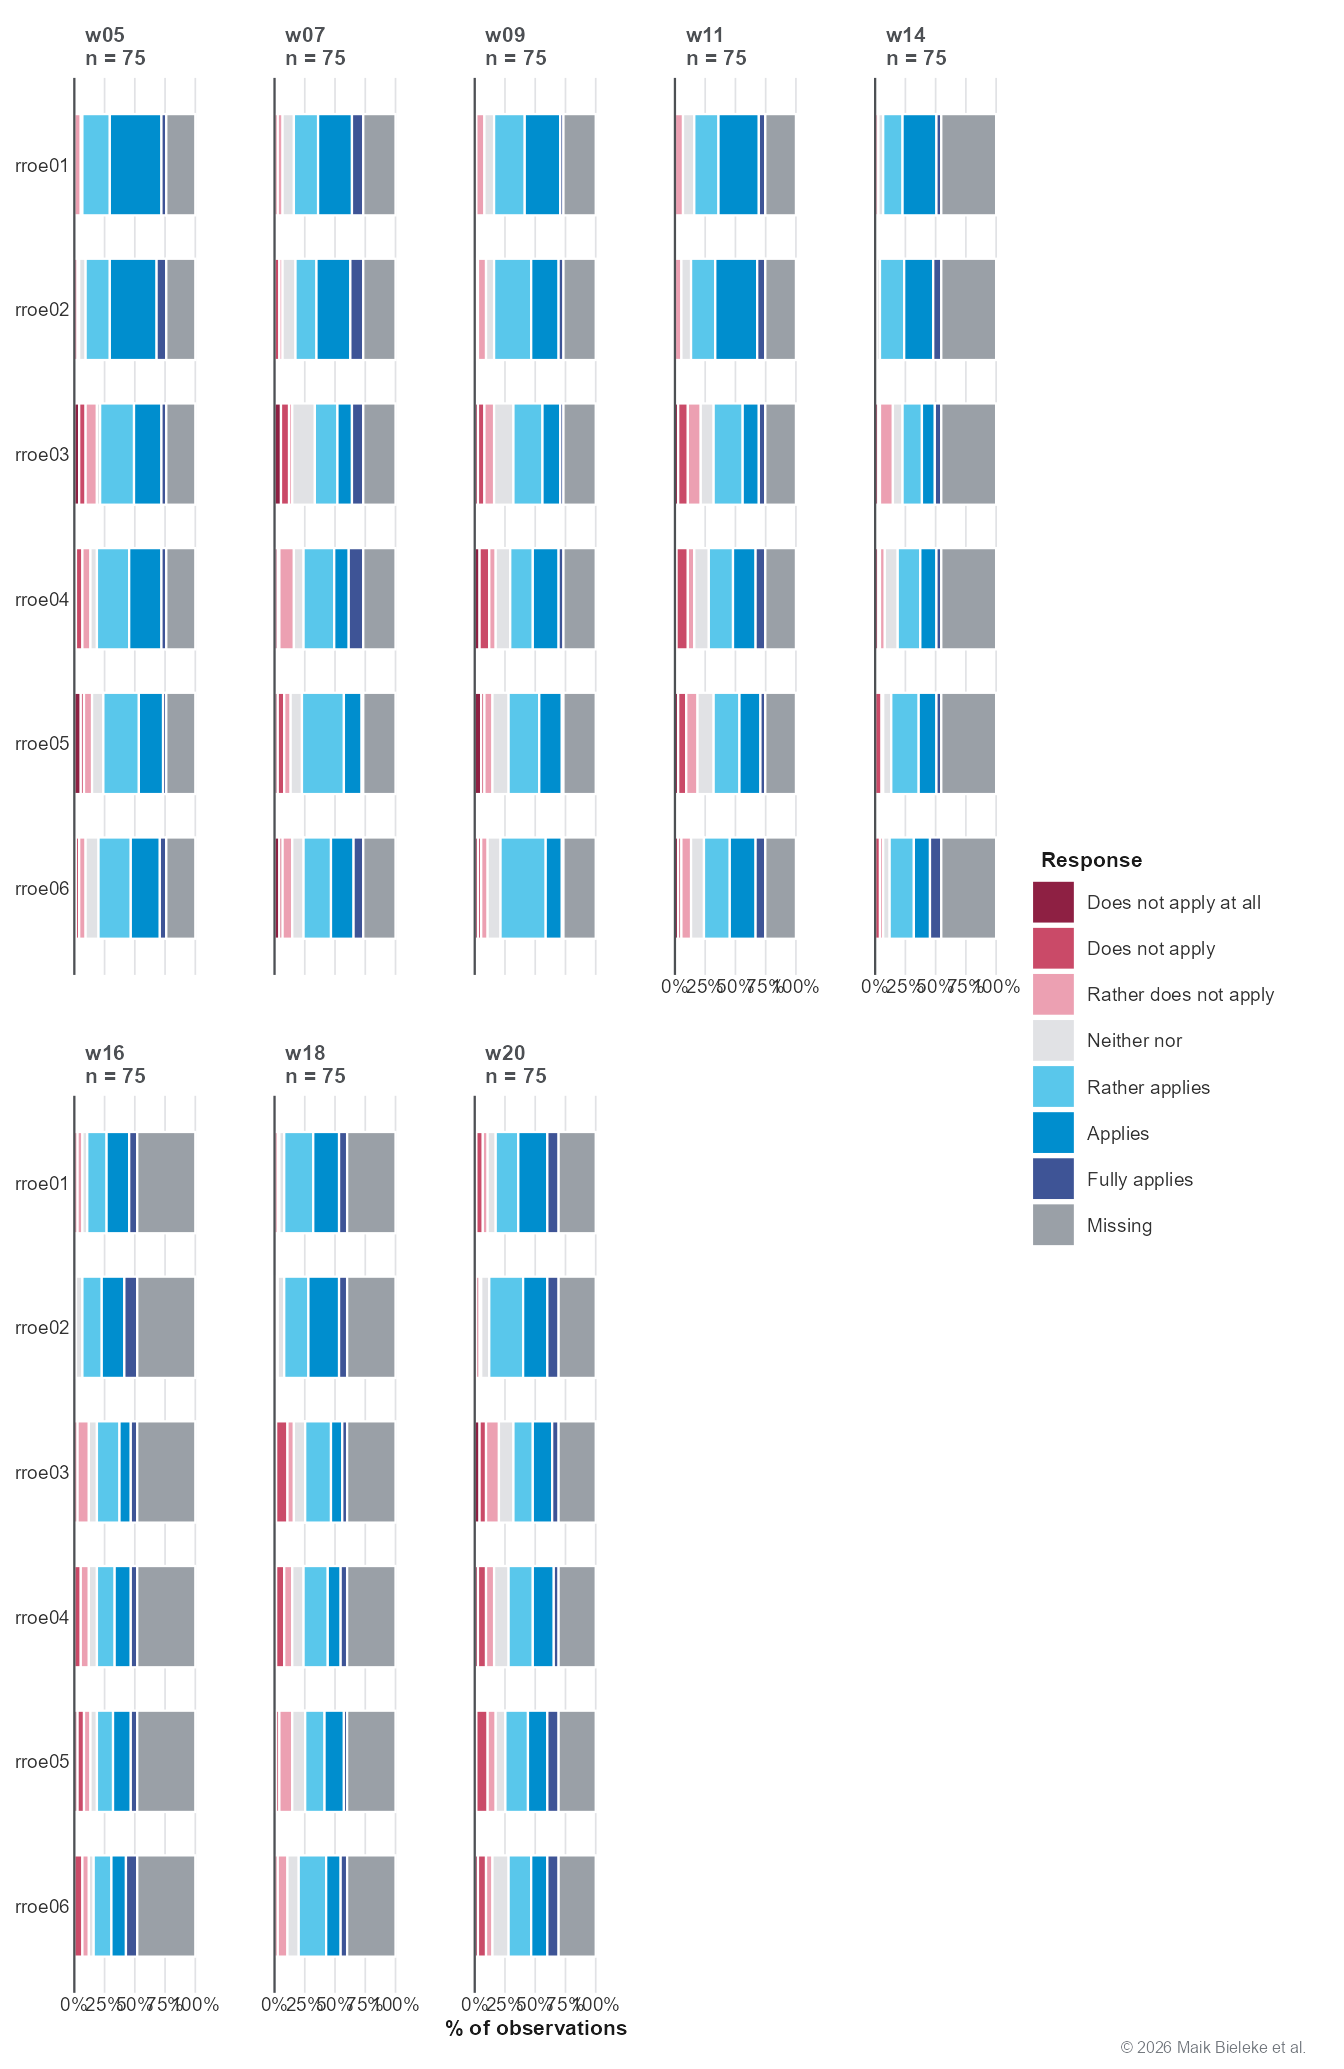 w05 w07 w09 w11 w14
n = 75 n = 75 n = 75 n = 75 n = 75
rroe01
rroe02
rroe03
rroe04
rroe05
rroe06
0% 25% 50% 75% 100% 0% 25% 50% 75% 100%
Response
Does not apply at all
Does not apply
Rather does not apply
Neither nor
Rather applies
Applies
Fully applies
Missing
w16 w18 w20
n = 75 n = 75 n = 75
rroe01
rroe02
rroe03
rroe04
rroe05
rroe06
0% 25% 50% 75% 100% 0% 25% 50% 75% 100% 0% 25% 50% 75% 100%
% of observations
© 2026 Maik Bieleke et al.